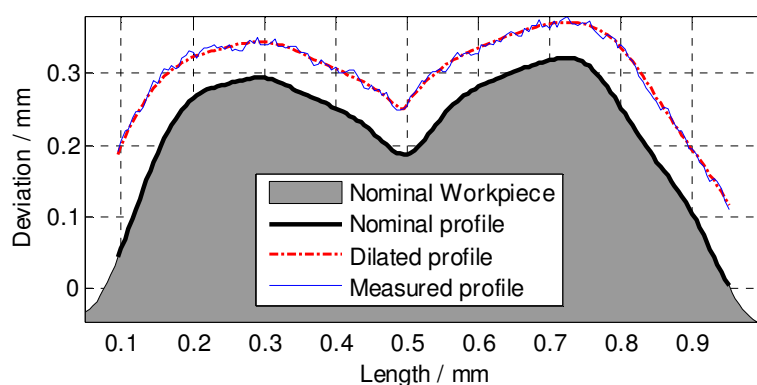 Deviation / mm
0.3
0.2
0.1
0
Nominal Workpiece
Nominal profile
Dilated profile
Measured profile
0.1 0.2 0.3 0.4 0.5 0.6 0.7 0.8 0.9
Length / mm